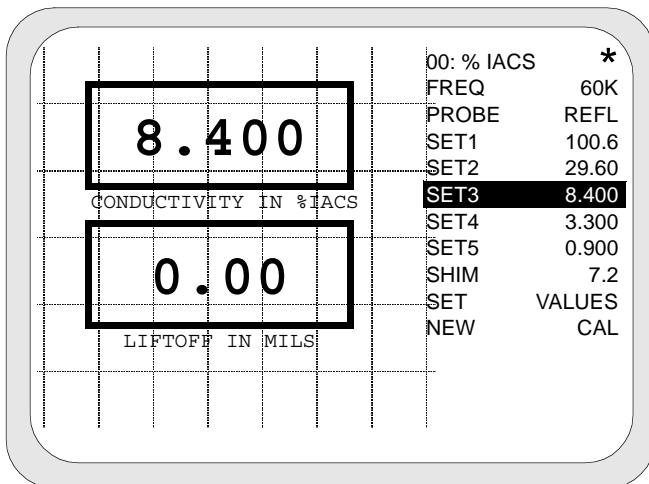 8.400
CONDUCTIVITY IN %IACS
0.00
LIFTOFF IN MILS
00: % IACS *
FREQ 60K
PROBE REFL
SET1 100.6
SET2 29.60
SET3 8.400
SET4 3.300
SET5 0.900
SHIM 7.2
SET VALUES
NEW CAL